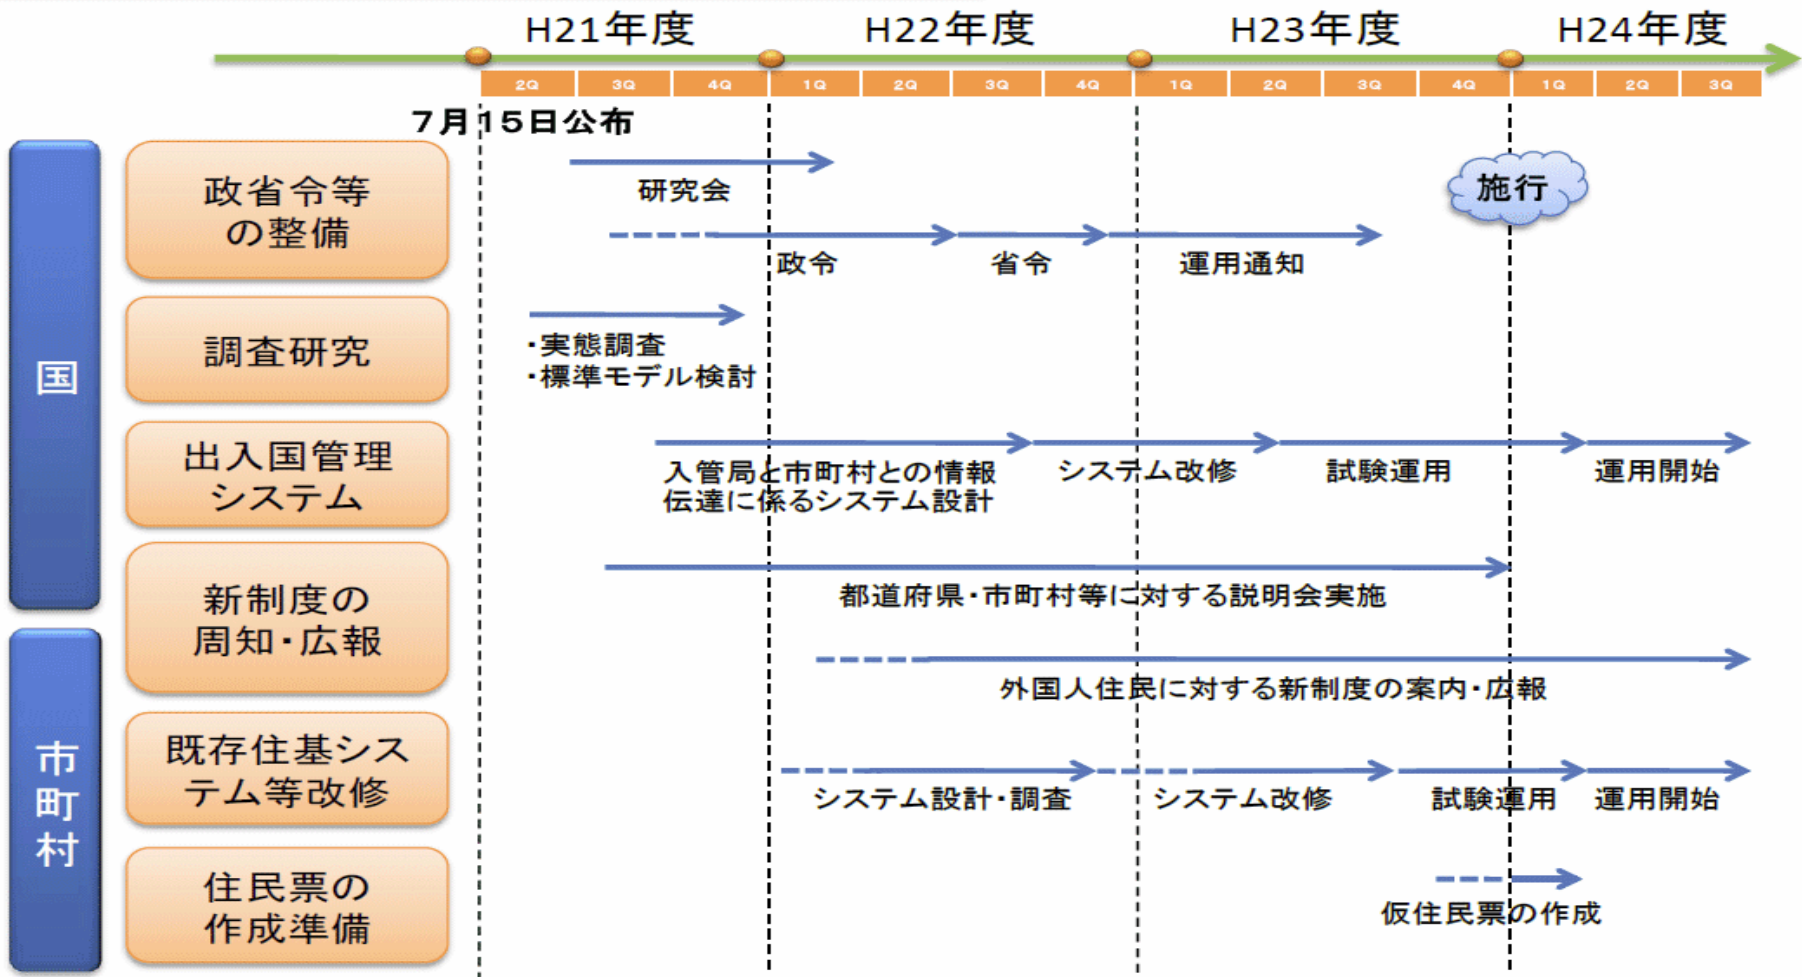 H21年度 H22年度 H23年度 H24年度
2Q 3Q 4Q 1Q 2Q 3Q 4Q 1Q 2Q 3Q 4Q 1Q 2Q 3Q
7月15日公布
国
政省令等
の整備
研究会
施行
政令 省令 運用通知
調査研究
・実態調査
・標準モデル検討
出入国管理
システム
入管局と市町村との情報
伝達に係るシステム設計
システム改修 試験運用 運用開始
新制度の
周知・広報
都道府県・市町村等に対する説明会実施
外国人住民に対する新制度の案内・広報
市町村
既存住基シス
テム等改修
システム設計・調査 システム改修 試験運用 運用開始
住民票の
作成準備
仮住民票の作成